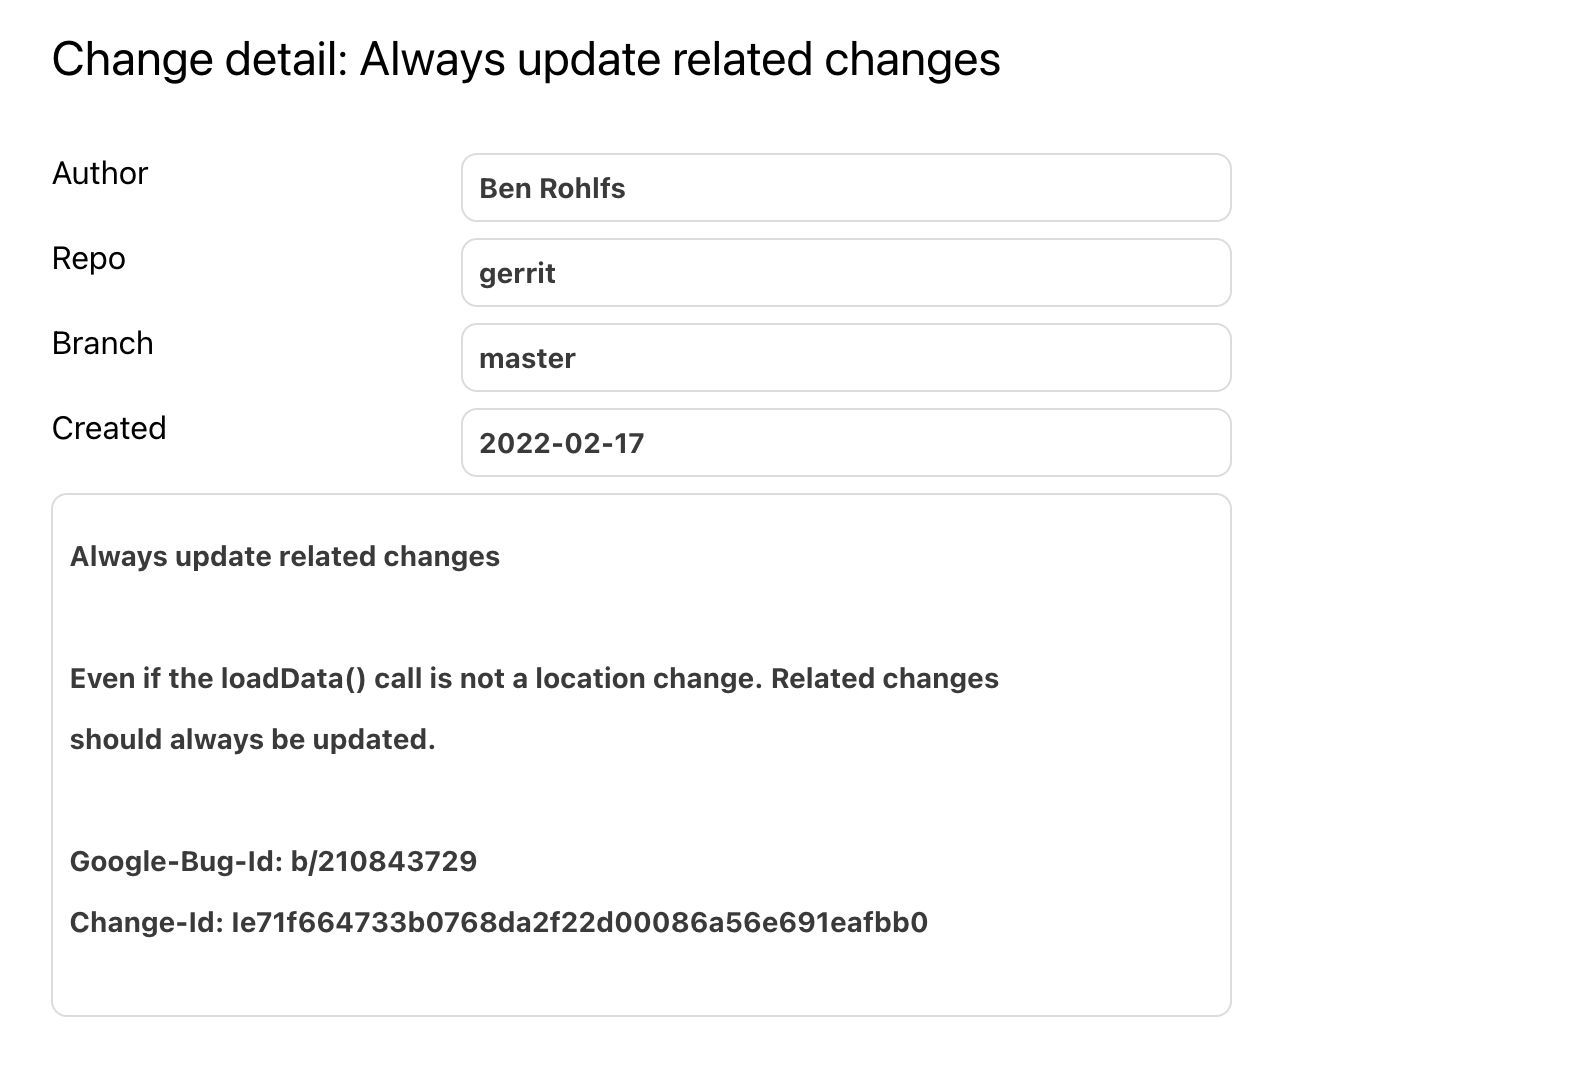 Change detail: Always update related changes
Author
Ben Rohlfs
Repo
gerrit
Branch
master
Created
2022-02-17
Always update related changes
Even if the loadData() call is not a location change. Related changes
should always be updated.
Google-Bug-Id: b/210843729
Change-Id: Ie71f664733b0768da2f22d00086a56e691eafbb0